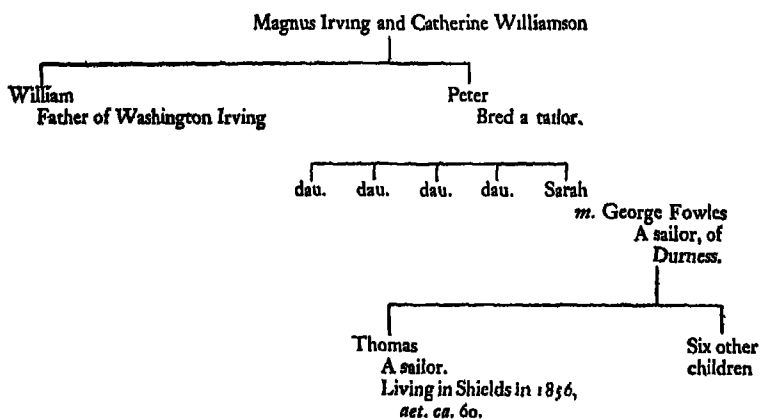 Magnus Irving and Catherine Williamson
William Peter
Father of Washington Irving Bred a tailor.
dau. dau. dau. dau. Sarah
m. George Fowles
A sailor, of
Durness.
Thomas Six other
A sailor. children
Living in Shields in 1856,
aet. ca. 60.